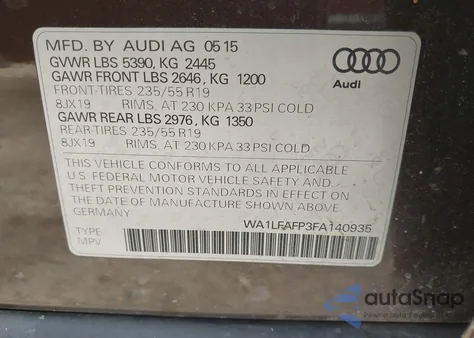 MFD. BY AUDI AG 05 15
GVWR LBS 5390, KG 2445
GAWR FRONT LBS 2646, KG 1200
FRONT-TIRES 235/55 R19
8JX19 RIMS, AT 230 KPA 33 PSI COLD
GAWR REAR LBS 2976, KG 1350
REAR-TIRES 235/55 R19
8JX19 RIMS, AT 230 KPA 33 PSI COLD
Audi
THIS VEHICLE CONFORMS TO ALL APPLICABLE
U.S. FEDERAL MOTOR VEHICLE SAFETY AND
THEFT PREVENTION STANDARDS IN EFFECT ON
THE DATE OF MANUFACTURE SHOWN ABOVE.
GERMANY
WA1LFAFP3FA140935
TYPE
MPV
autoSnap